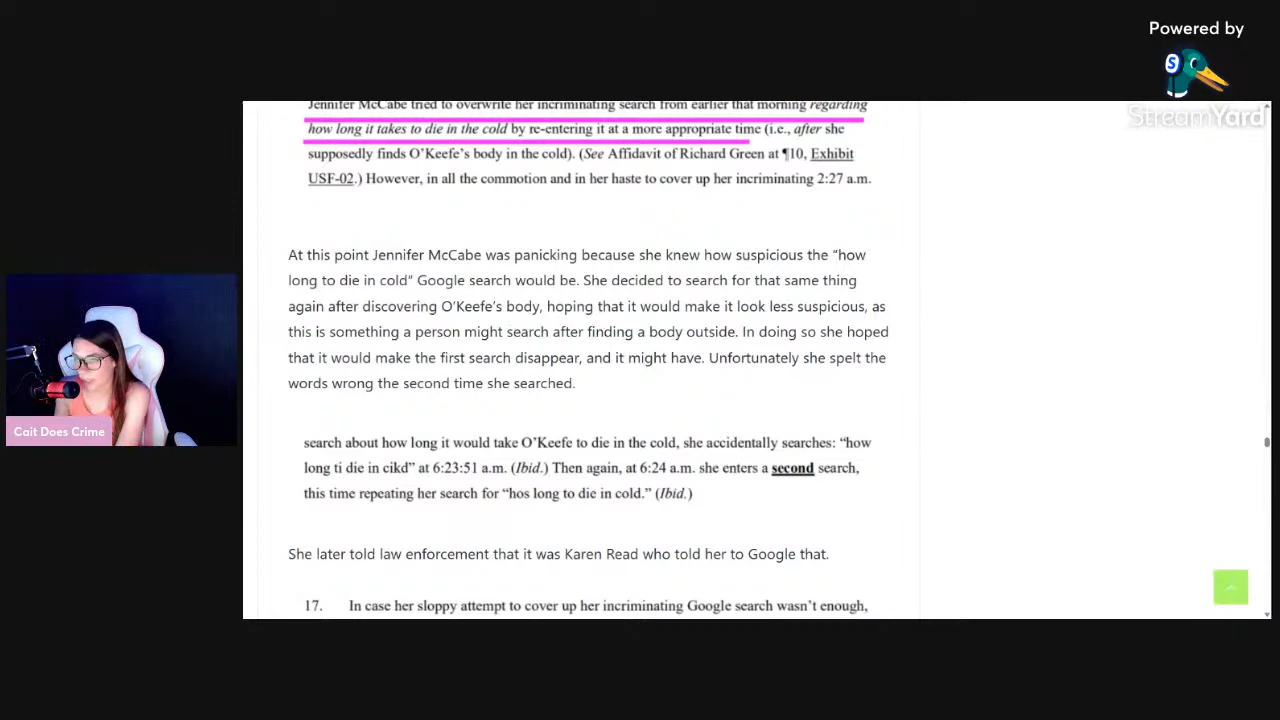 Powered by
StreamYard
Jennifer McCabe tried to overwrite her incriminating search from earlier that morning regarding
how long it takes to die in the cold by re-entering it at a more appropriate time (i.e., after she
supposedly finds O'Keefe's body in the cold). (See Affidavit of Richard Green at ¶10, Exhibit
USF-02.) However, in all the commotion and in her haste to cover up her incriminating 2:27 a.m.
At this point Jennifer McCabe was panicking because she knew how suspicious the “how
long to die in cold” Google search would be. She decided to search for that same thing
again after discovering O’Keefe’s body, hoping that it would make it look less suspicious, as
this is something a person might search after finding a body outside. In doing so she hoped
that it would make the first search disappear, and it might have. Unfortunately she spelt the
words wrong the second time she searched.
search about how long it would take O'Keefe to die in the cold, she accidentally searches: “how
long ti die in cikd” at 6:23:51 a.m. (Ibid.) Then again, at 6:24 a.m. she enters a second search,
this time repeating her search for “hos long to die in cold.” (Ibid.)
She later told law enforcement that it was Karen Read who told her to Google that.
17. In case her sloppy attempt to cover up her incriminating Google search wasn’t enough,
Cait Does Crime